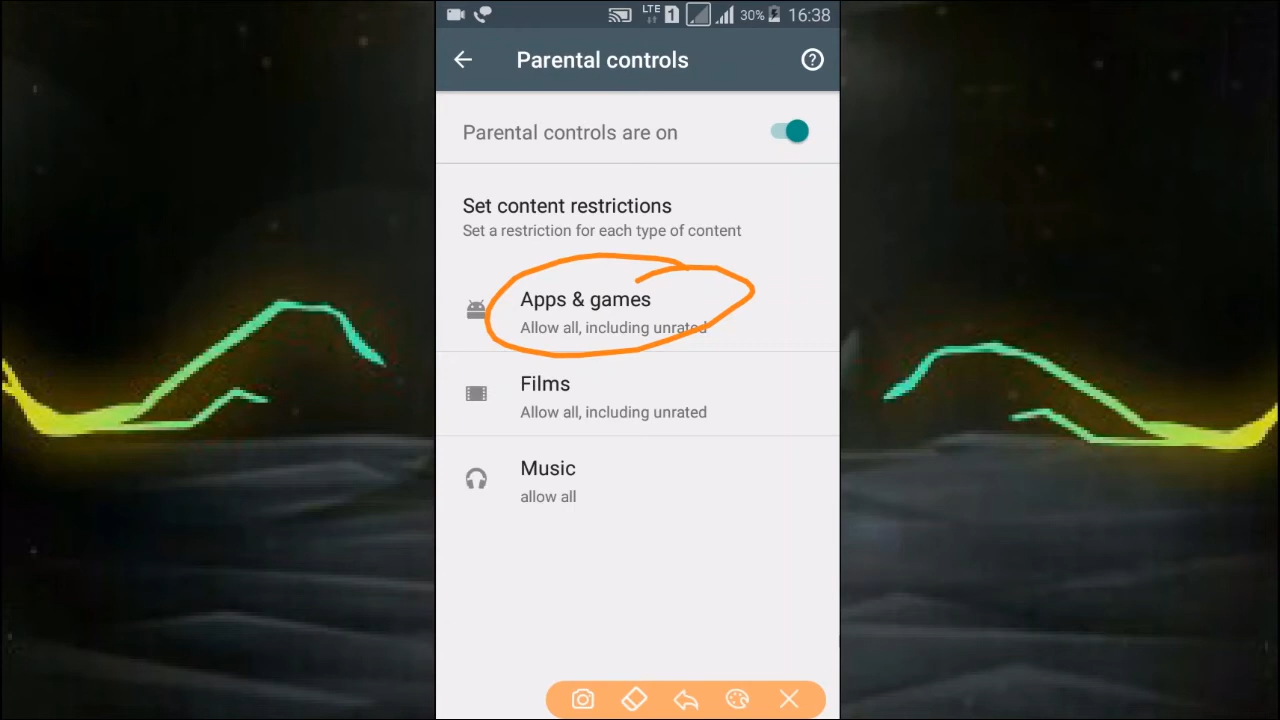 LTE 1 30% 16:38
Parental controls
Parental controls are on
Set content restrictions
Set a restriction for each type of content
Apps & games
Allow all, including unrated
Films
Allow all, including unrated
Music
allow all